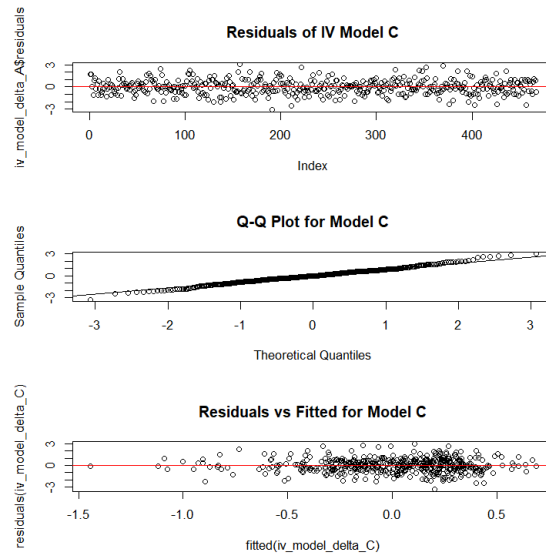 Residuals of IV Model C
iv_model_delta_A$residuals
3
0
-3
0 100 200 300 400
Index
Q-Q Plot for Model C
Sample Quantiles
3
0
-3
-3 -2 -1 0 1 2 3
Theoretical Quantiles
Residuals vs Fitted for Model C
residuals(iv_model_delta_C)
3
0
-3
-1.5 -1.0 -0.5 0.0 0.5
fitted(iv_model_delta_C)